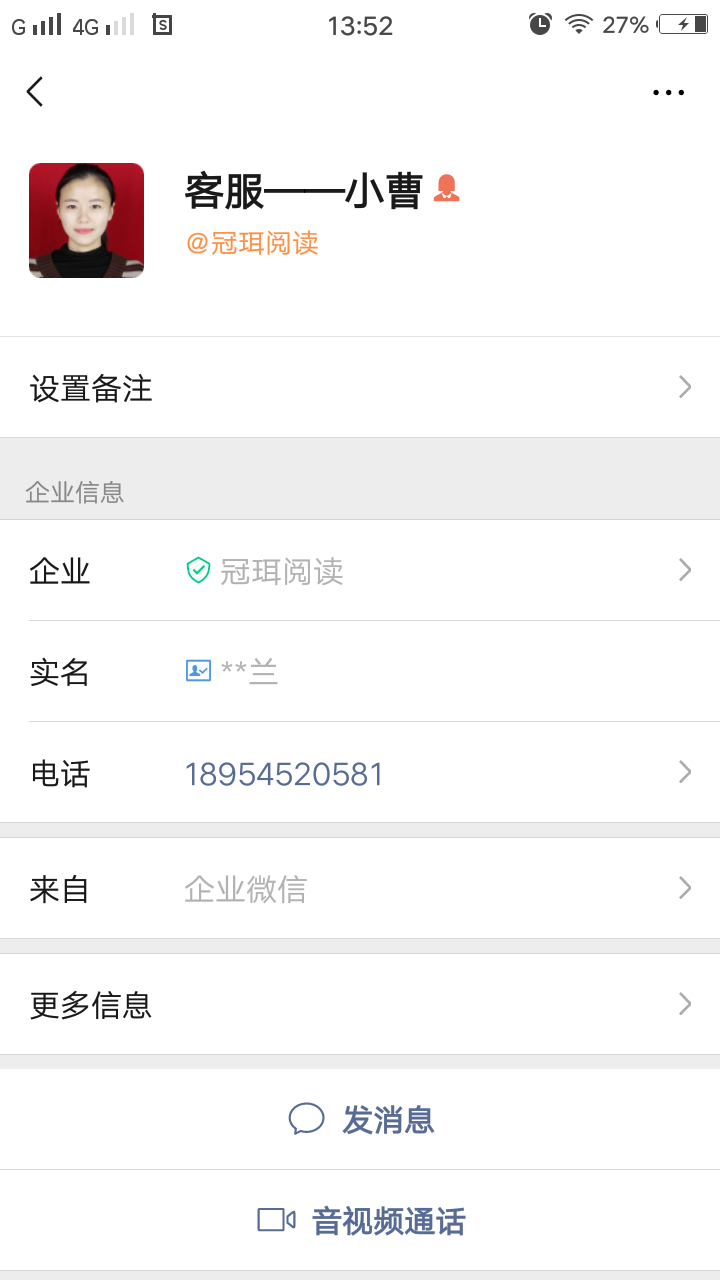 G 4G S 13:52 27%
客服——小曹
@冠珥阅读
设置备注
企业信息
企业 冠珥阅读
实名 **兰
电话 18954520581
来自 企业微信
更多信息
发消息
音视频通话